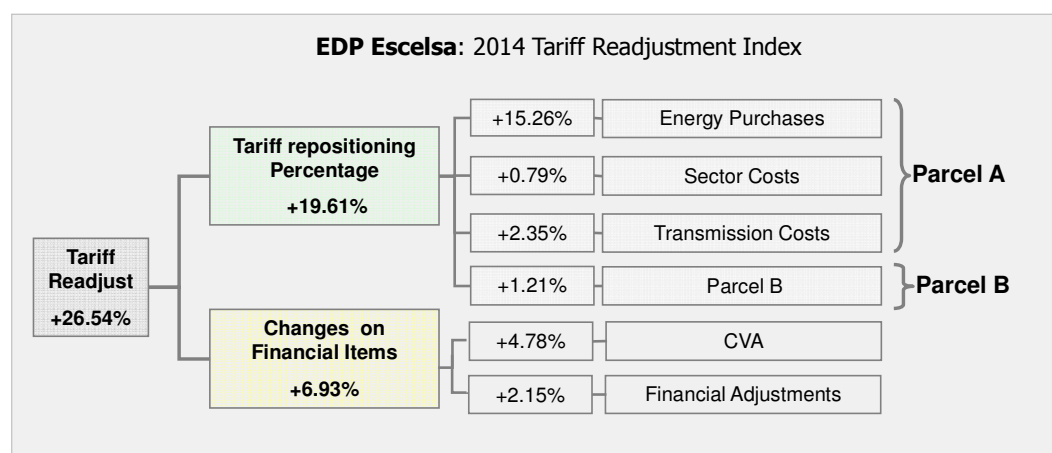 EDP Escelsa: 2014 Tariff Readjustment Index
Tariff
Readjust
+26.54%
Tariff repositioning
Percentage
+19.61%
+15.26%
Energy Purchases
+0.79%
Sector Costs
+2.35%
Transmission Costs
Parcel A
+1.21%
Parcel B
Parcel B
Changes on
Financial Items
+6.93%
+4.78%
CVA
+2.15%
Financial Adjustments